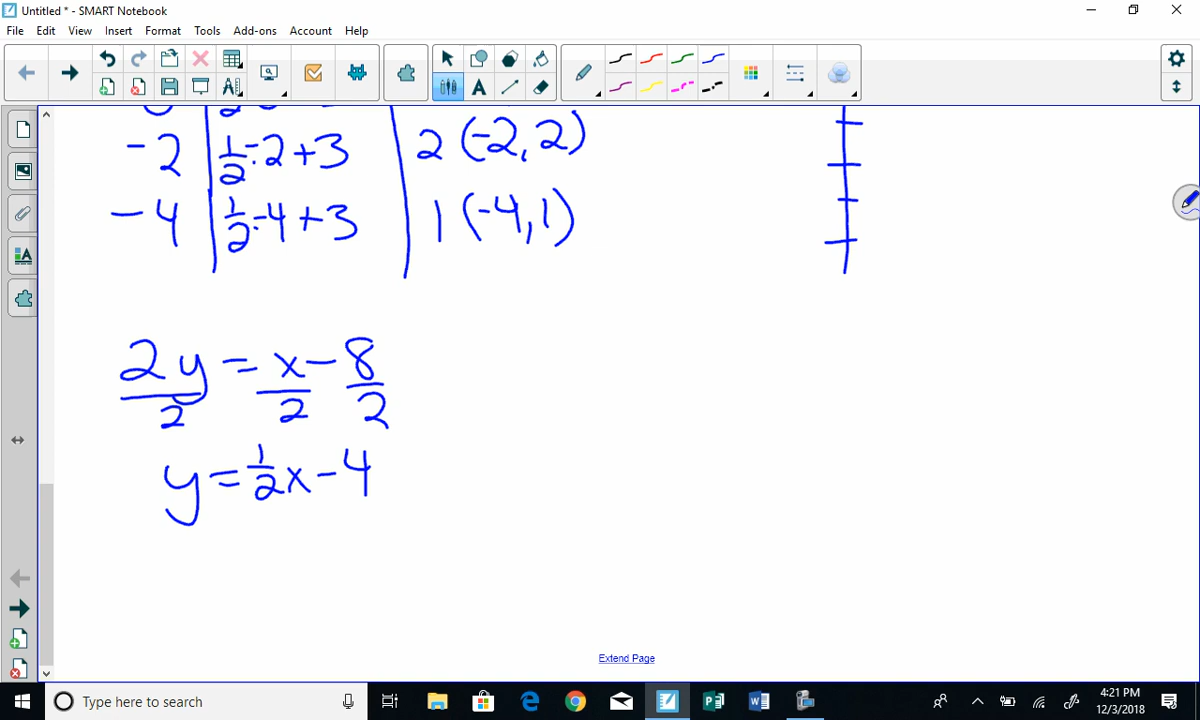 Untitled * - SMART Notebook
File Edit View Insert Format Tools Add-ons Account Help
-2 | 1/2·-2+3 | 2 (-2,2)
-4 | 1/2·-4+3 | 1 (-4,1)
2y = x - 8
2 2 2
y = 1/2x - 4
Extend Page
Type here to search
4:21 PM
12/3/2018